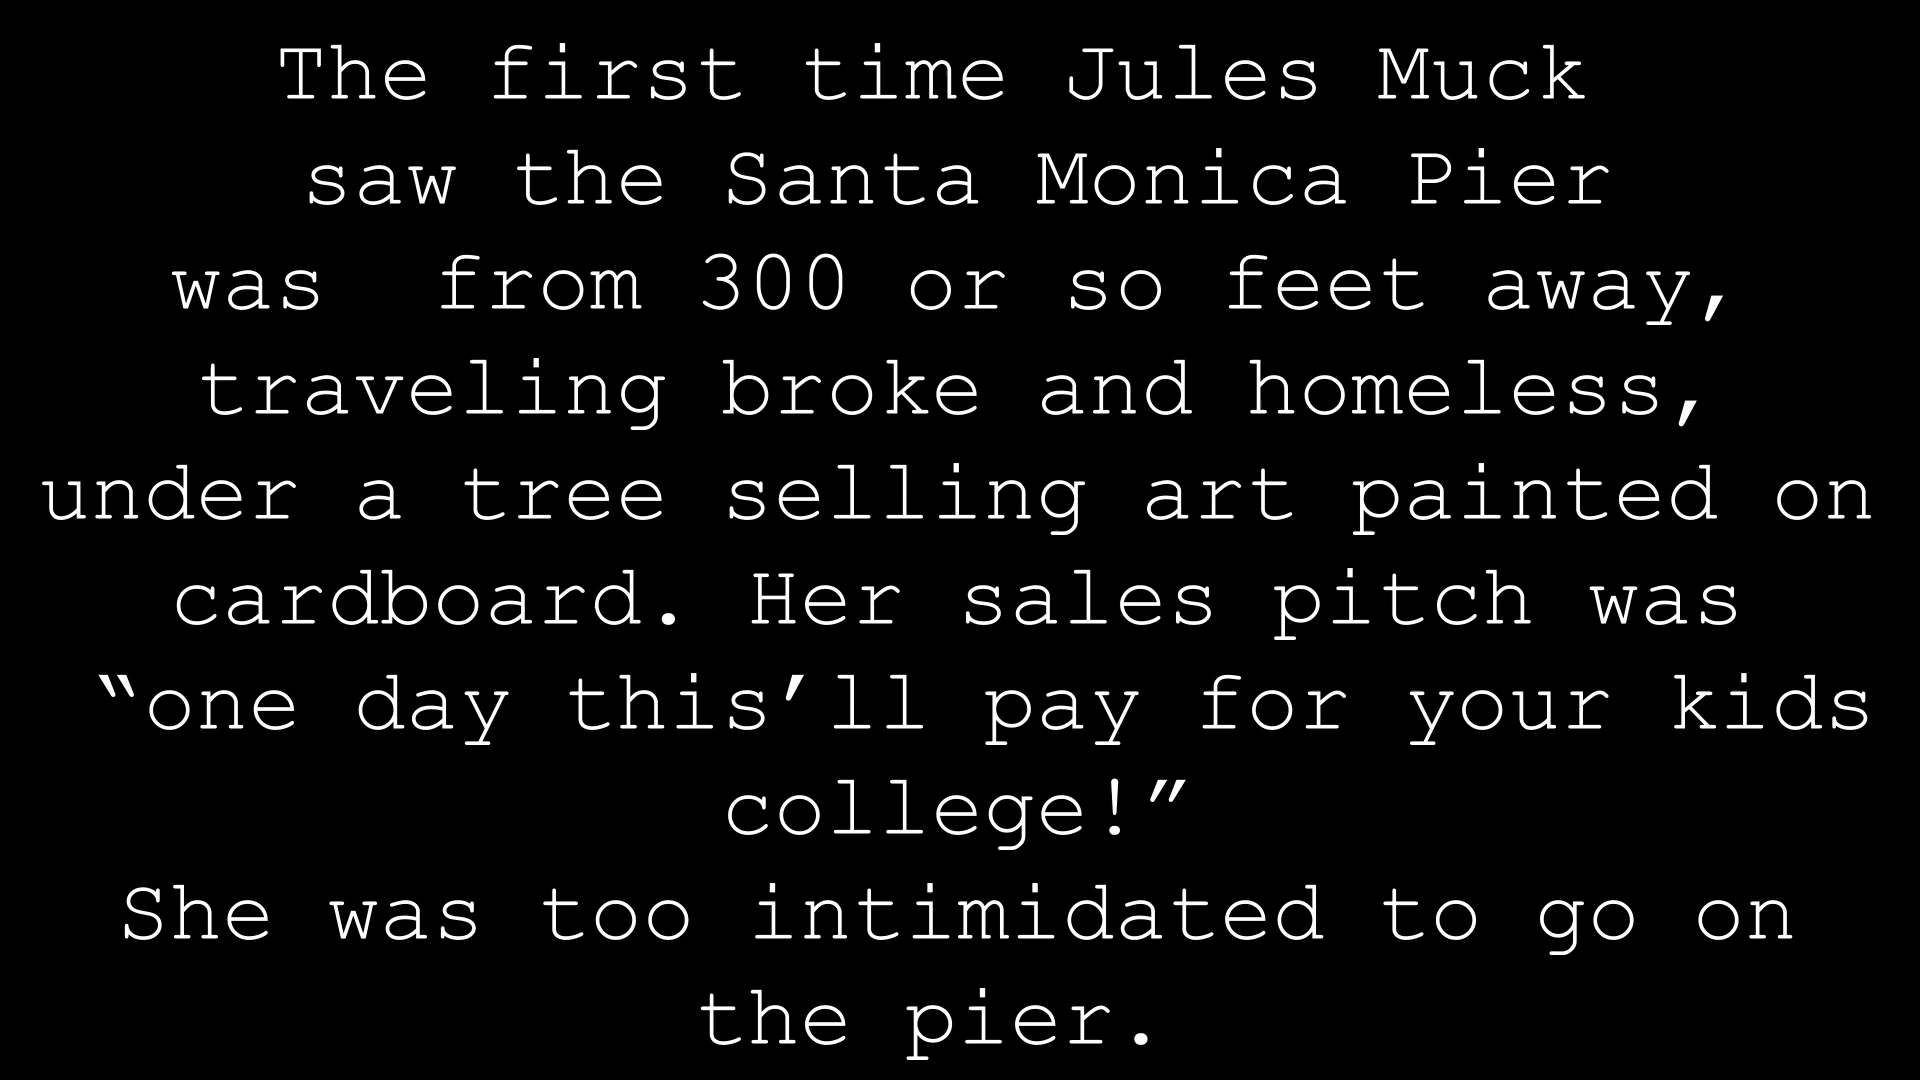 The first time Jules Muck
saw the Santa Monica Pier
was  from 300 or so feet away,
traveling broke and homeless,
under a tree selling art painted on
cardboard. Her sales pitch was
“one day this’ll pay for your kids
college!”
She was too intimidated to go on
the pier.